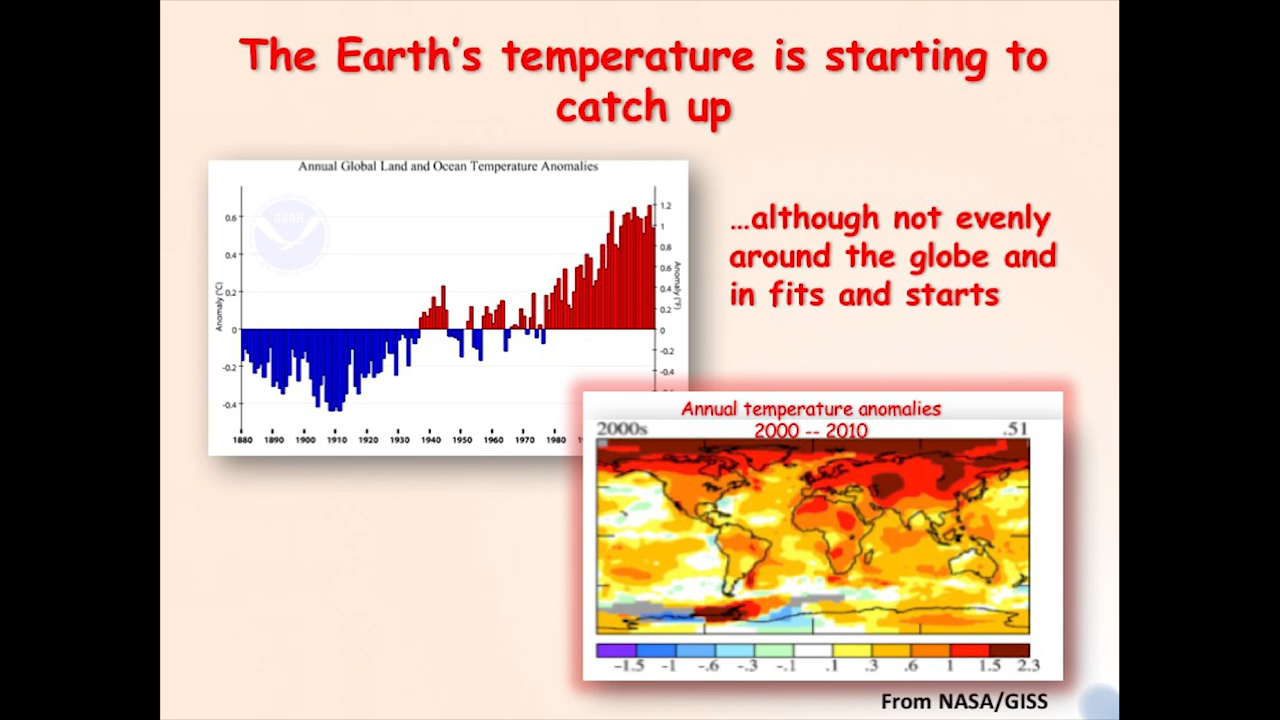 The Earth's temperature is starting to
catch up
Annual Global Land and Ocean Temperature Anomalies
NOAA
0.6
0.4
0.2
0
-0.2
-0.4
Anomaly (°C)
1.2
1
0.8
0.6
0.4
0.2
0
-0.2
-0.4
Anomaly (°F)
1880 1890 1900 1910 1920 1930 1940 1950 1960 1970 1980
…although not evenly
around the globe and
in fits and starts
Annual temperature anomalies
2000 -- 2010
2000s .51
-1.5 -1 -.6 -.3 -.1 .1 .3 .6 1 1.5 2.3
From NASA/GISS